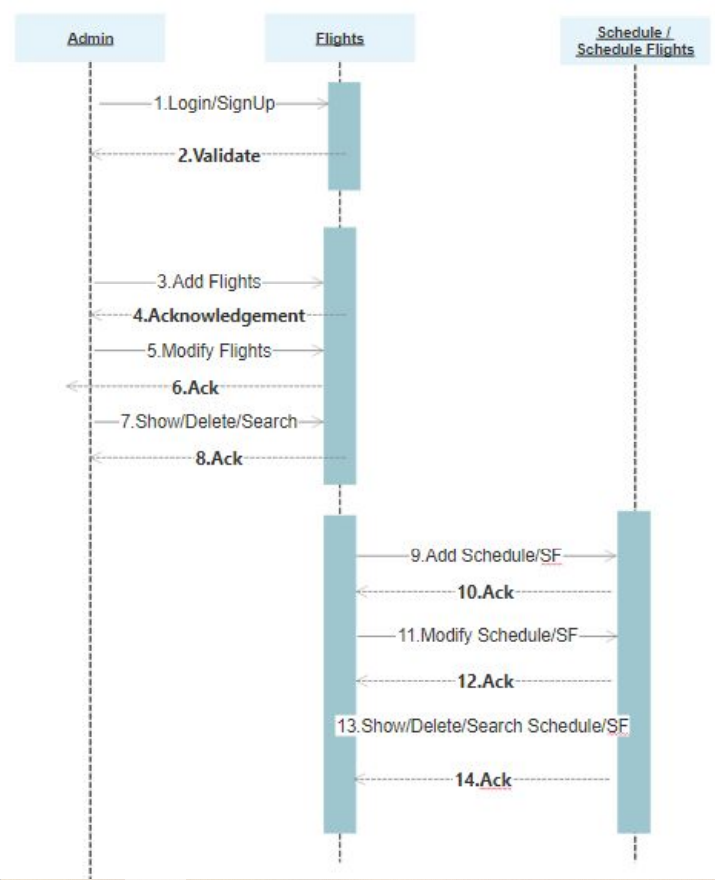 Admin
Flights
Schedule /
Schedule Flights
1.Login/SignUp
2.Validate
3.Add Flights
4.Acknowledgement
5.Modify Flights
6.Ack
7.Show/Delete/Search
8.Ack
9.Add Schedule/SF
10.Ack
11.Modify Schedule/SF
12.Ack
13.Show/Delete/Search Schedule/SF
14.Ack